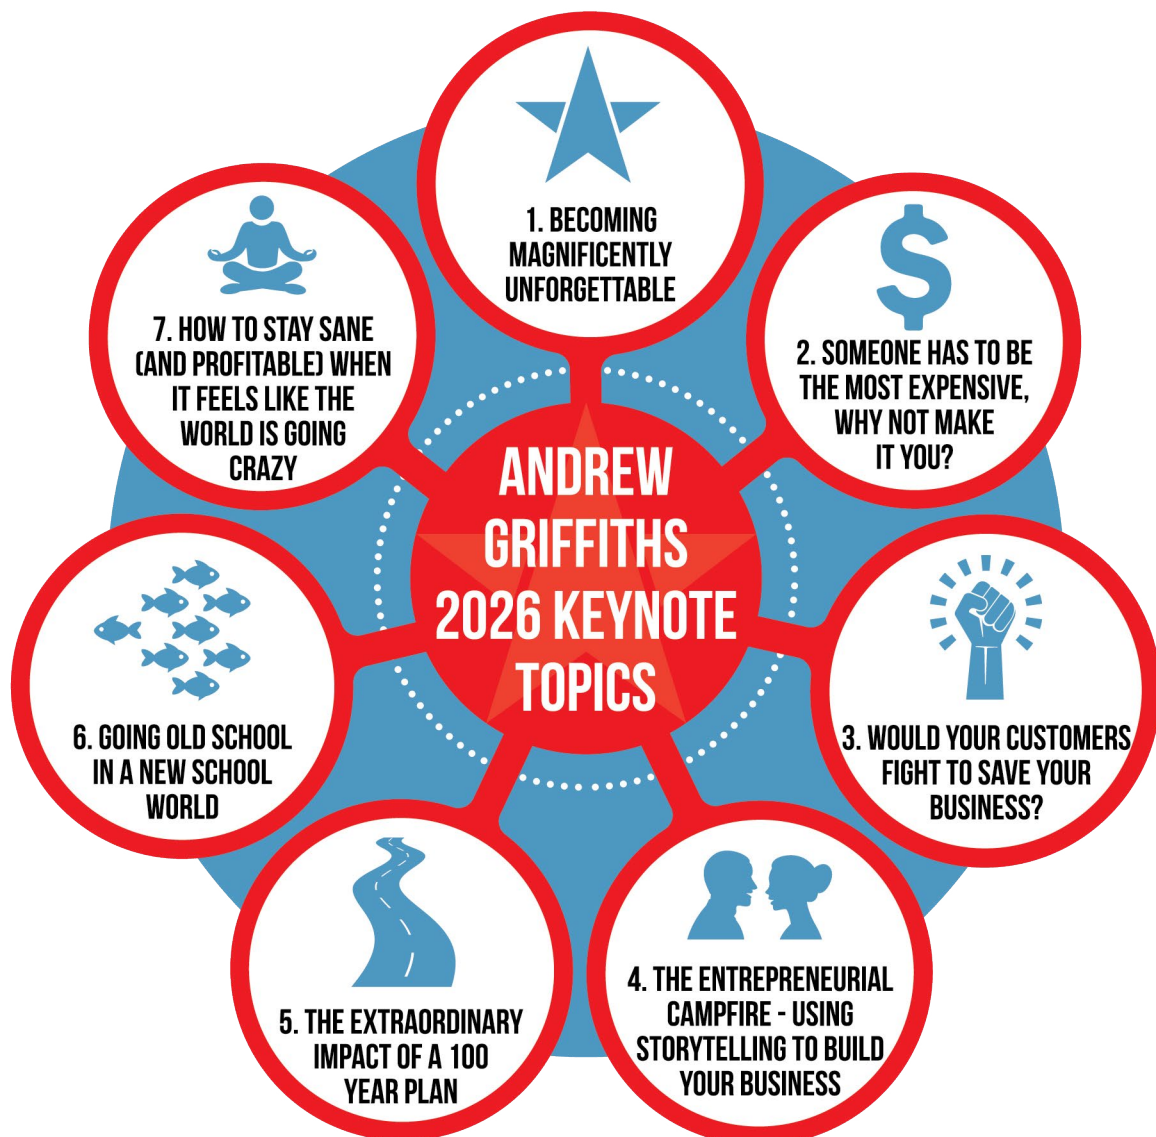 ANDREW
GRIFFITHS
2026 KEYNOTE
TOPICS
1. BECOMING
MAGNIFICENTLY
UNFORGETTABLE
2. SOMEONE HAS TO BE
THE MOST EXPENSIVE,
WHY NOT MAKE
IT YOU?
3. WOULD YOUR CUSTOMERS
FIGHT TO SAVE YOUR
BUSINESS?
4. THE ENTREPRENEURIAL
CAMPFIRE - USING
STORYTELLING TO BUILD
YOUR BUSINESS
5. THE EXTRAORDINARY
IMPACT OF A 100
YEAR PLAN
6. GOING OLD SCHOOL
IN A NEW SCHOOL
WORLD
7. HOW TO STAY SANE
(AND PROFITABLE) WHEN
IT FEELS LIKE THE
WORLD IS GOING
CRAZY